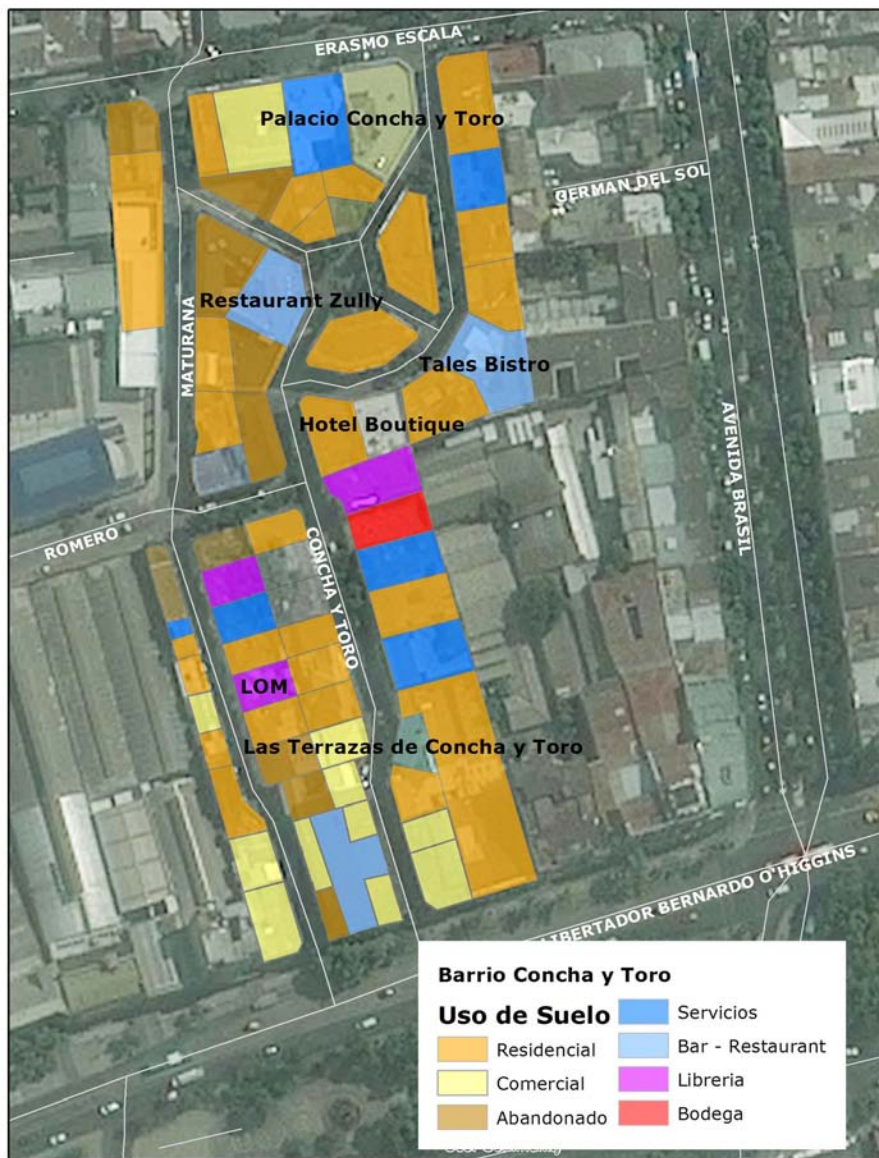 ERASMO ESCALA
Palacio Concha y Toro
GERMAN DEL SOL
Restaurant Zully
MATURANA
Tales Bistro
Hotel Boutique
AVENIDA BRASIL
ROMERO
CONCHA Y TORO
LOM
Las Terrazas de Concha y Toro
LIBERTADOR BERNARDO O'HIGGINS
Barrio Concha y Toro
Uso de Suelo
Residencial
Comercial
Abandonado
Servicios
Bar - Restaurant
Libreria
Bodega